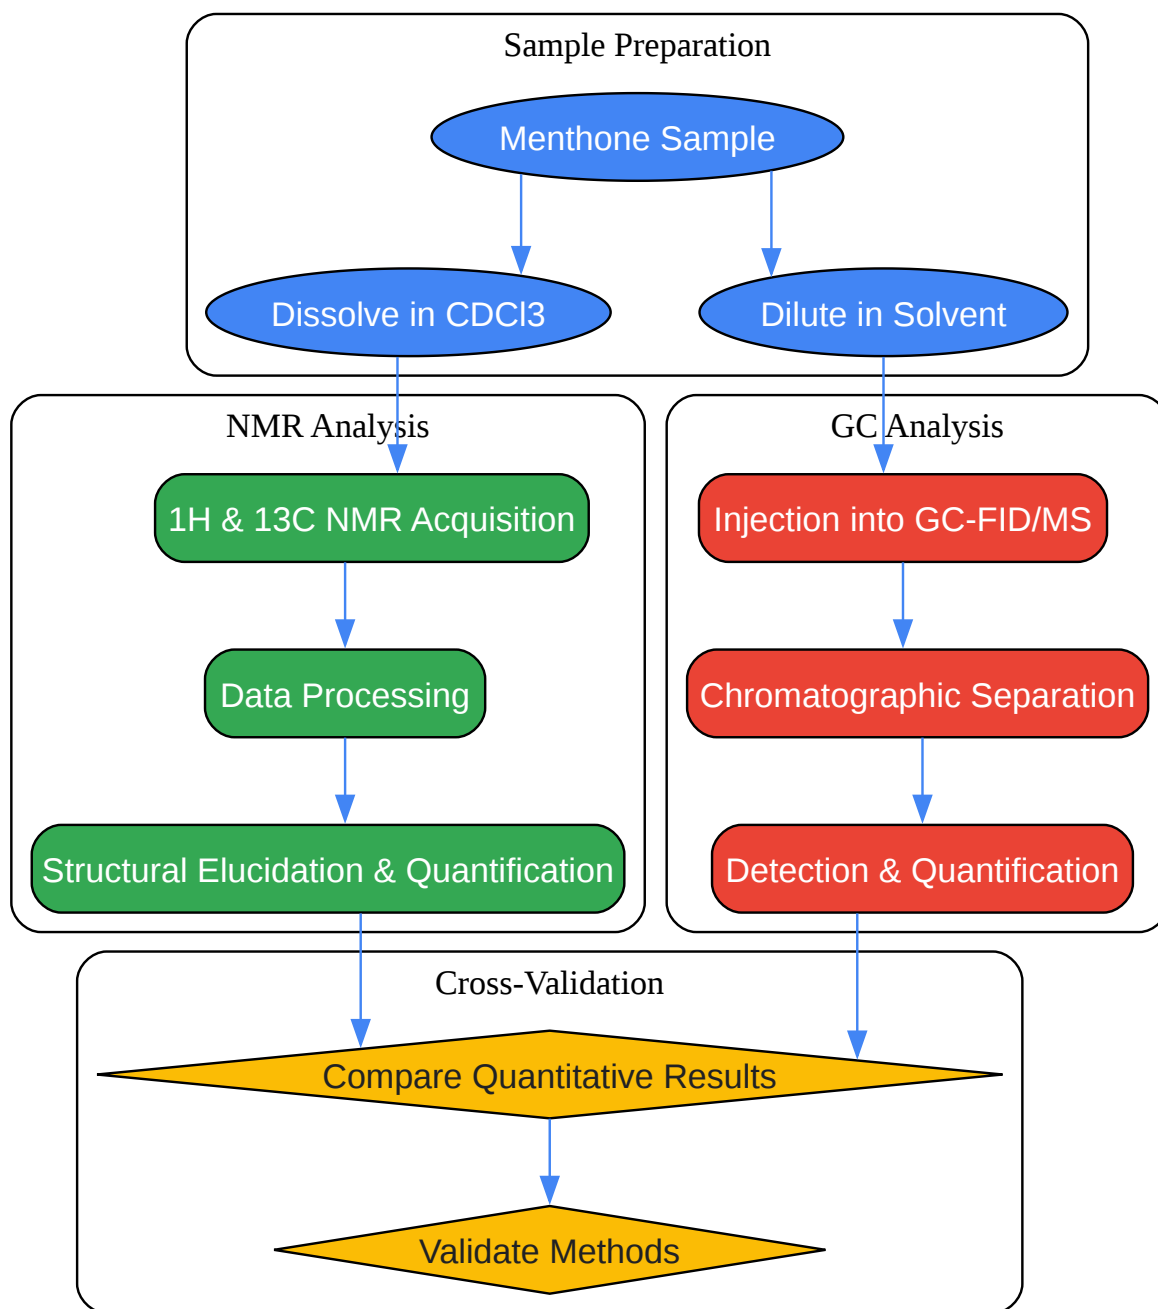 Sample Preparation
Menthone Sample
Dissolve in CDCl3
Dilute in Solvent
NMR Analysis
GC Analysis
1H & 13C NMR Acquisition
Injection into GC-FID/MS
Data Processing
Chromatographic Separation
Structural Elucidation & Quantification
Detection & Quantification
Cross-Validation
Compare Quantitative Results
Validate Methods